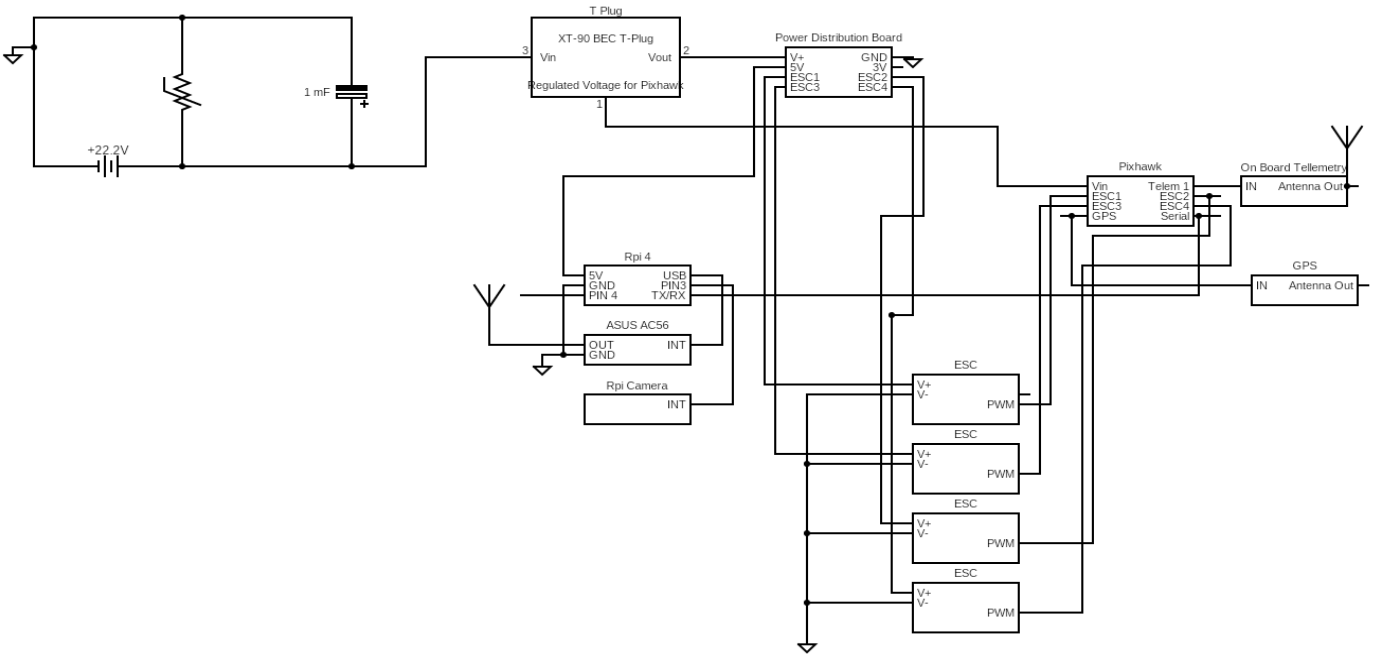 +22.2V
1 mF
+
T Plug
XT-90 BEC T-Plug
3
Vin
Vout
2
Regulated Voltage for Pixhawk
1
Power Distribution Board
V+
GND
5V
3V
ESC1
ESC2
ESC3
ESC4
Pixhawk
Vin
Telem 1
ESC1
ESC2
ESC3
ESC4
GPS
Serial
On Board Tellemetry
IN
Antenna Out
GPS
IN
Antenna Out
Rpi 4
5V
USB
GND
PIN3
PIN 4
TX/RX
ASUS AC56
OUT
INT
GND
Rpi Camera
INT
ESC
V+
V-
PWM
ESC
V+
V-
PWM
ESC
V+
V-
PWM
ESC
V+
V-
PWM